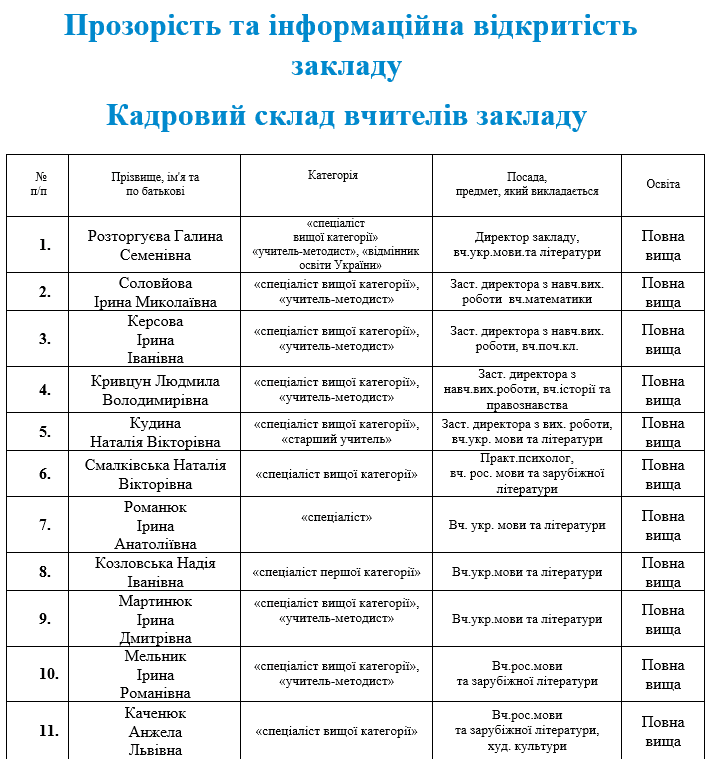 Прозорість та інформаційна відкритість
закладу
Кадровий склад вчителів закладу
№
п/п
Прізвище, ім'я та
по батькові
Категорія
Посада,
предмет, який викладається
Освіта
1.
Розторгуєва Галина
Семенівна
«спеціаліст
вищої категорії»
«учитель-методист», «відмінник
освіти України»
Директор закладу,
вч.укр.мови.та літератури
Повна
вища
2.
Соловйова
Ірина Миколаївна
«спеціаліст вищої категорії»,
«учитель-методист»
Заст. директора з навч.вих.
роботи вч.математики
Повна
вища
3.
Керсова
Ірина
Іванівна
«спеціаліст вищої категорії»,
«учитель-методист»
Заст. директора з навч.вих.
роботи, вч.поч.кл.
Повна
вища
4.
Кривцун Людмила
Володимирівна
«спеціаліст вищої категорії»,
«учитель-методист»
Заст. директора з
навч.вих.роботи, вч.історії та
правознавства
Повна
вища
5.
Кудина
Наталія Вікторівна
«спеціаліст вищої категорії»,
«старший учитель»
Заст. директора з вих. роботи,
вч.укр. мови та літератури
Повна
вища
6.
Смалківська Наталія
Вікторівна
«спеціаліст вищої категорії»
Практ.психолог,
вч. рос. мови та зарубіжної
літератури
Повна
вища
7.
Романюк
Ірина
Анатоліївна
«спеціаліст»
Вч. укр. мови та літератури
Повна
вища
8.
Козловська Надія
Іванівна
«спеціаліст першої категорії»
Вч.укр.мови та літератури
Повна
вища
9.
Мартинюк
Ірина
Дмитрівна
«спеціаліст вищої категорії»,
«учитель-методист»
Вч.укр.мови та літератури
Повна
вища
10.
Мельник
Ірина
Романівна
«спеціаліст вищої категорії»,
«учитель-методист»
Вч.рос.мови
та зарубіжної літератури
Повна
вища
11.
Каченюк
Анжела
Львівна
«спеціаліст вищої категорії»
Вч.рос.мови
та зарубіжної літератури,
худ. культури
Повна
вища